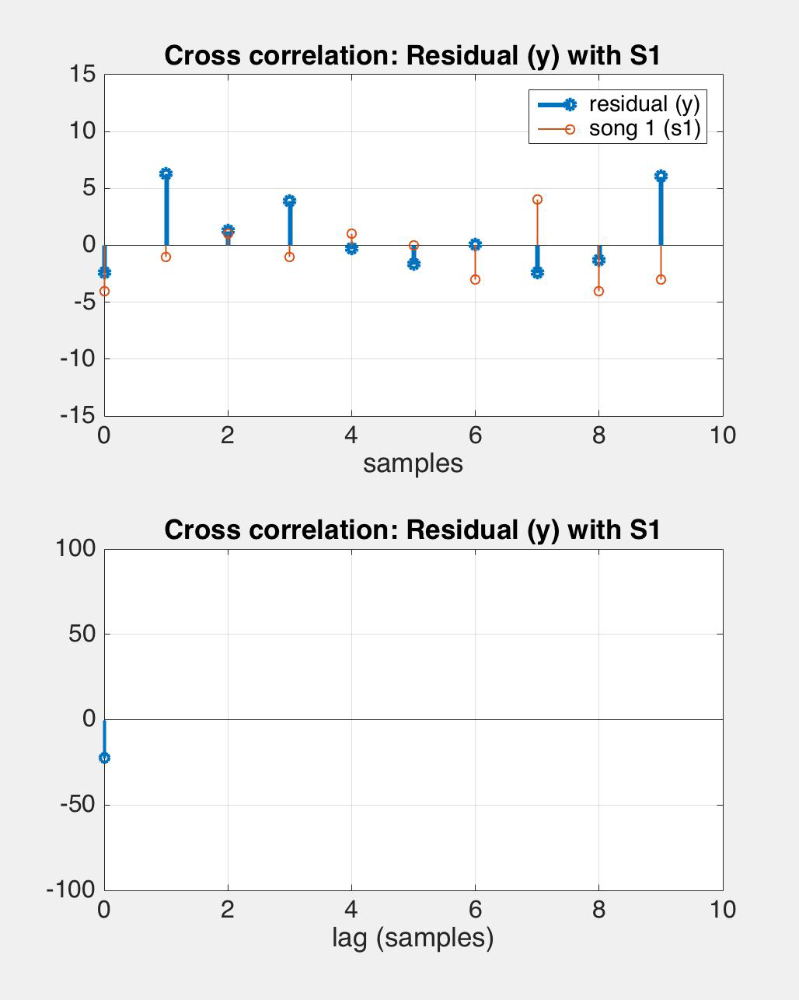 Cross correlation: Residual (y) with S1
15
10
5
0
-5
-10
-15
residual (y)
song 1 (s1)
0 2 4 6 8 10
samples
Cross correlation: Residual (y) with S1
100
50
0
-50
-100
0 2 4 6 8 10
lag (samples)